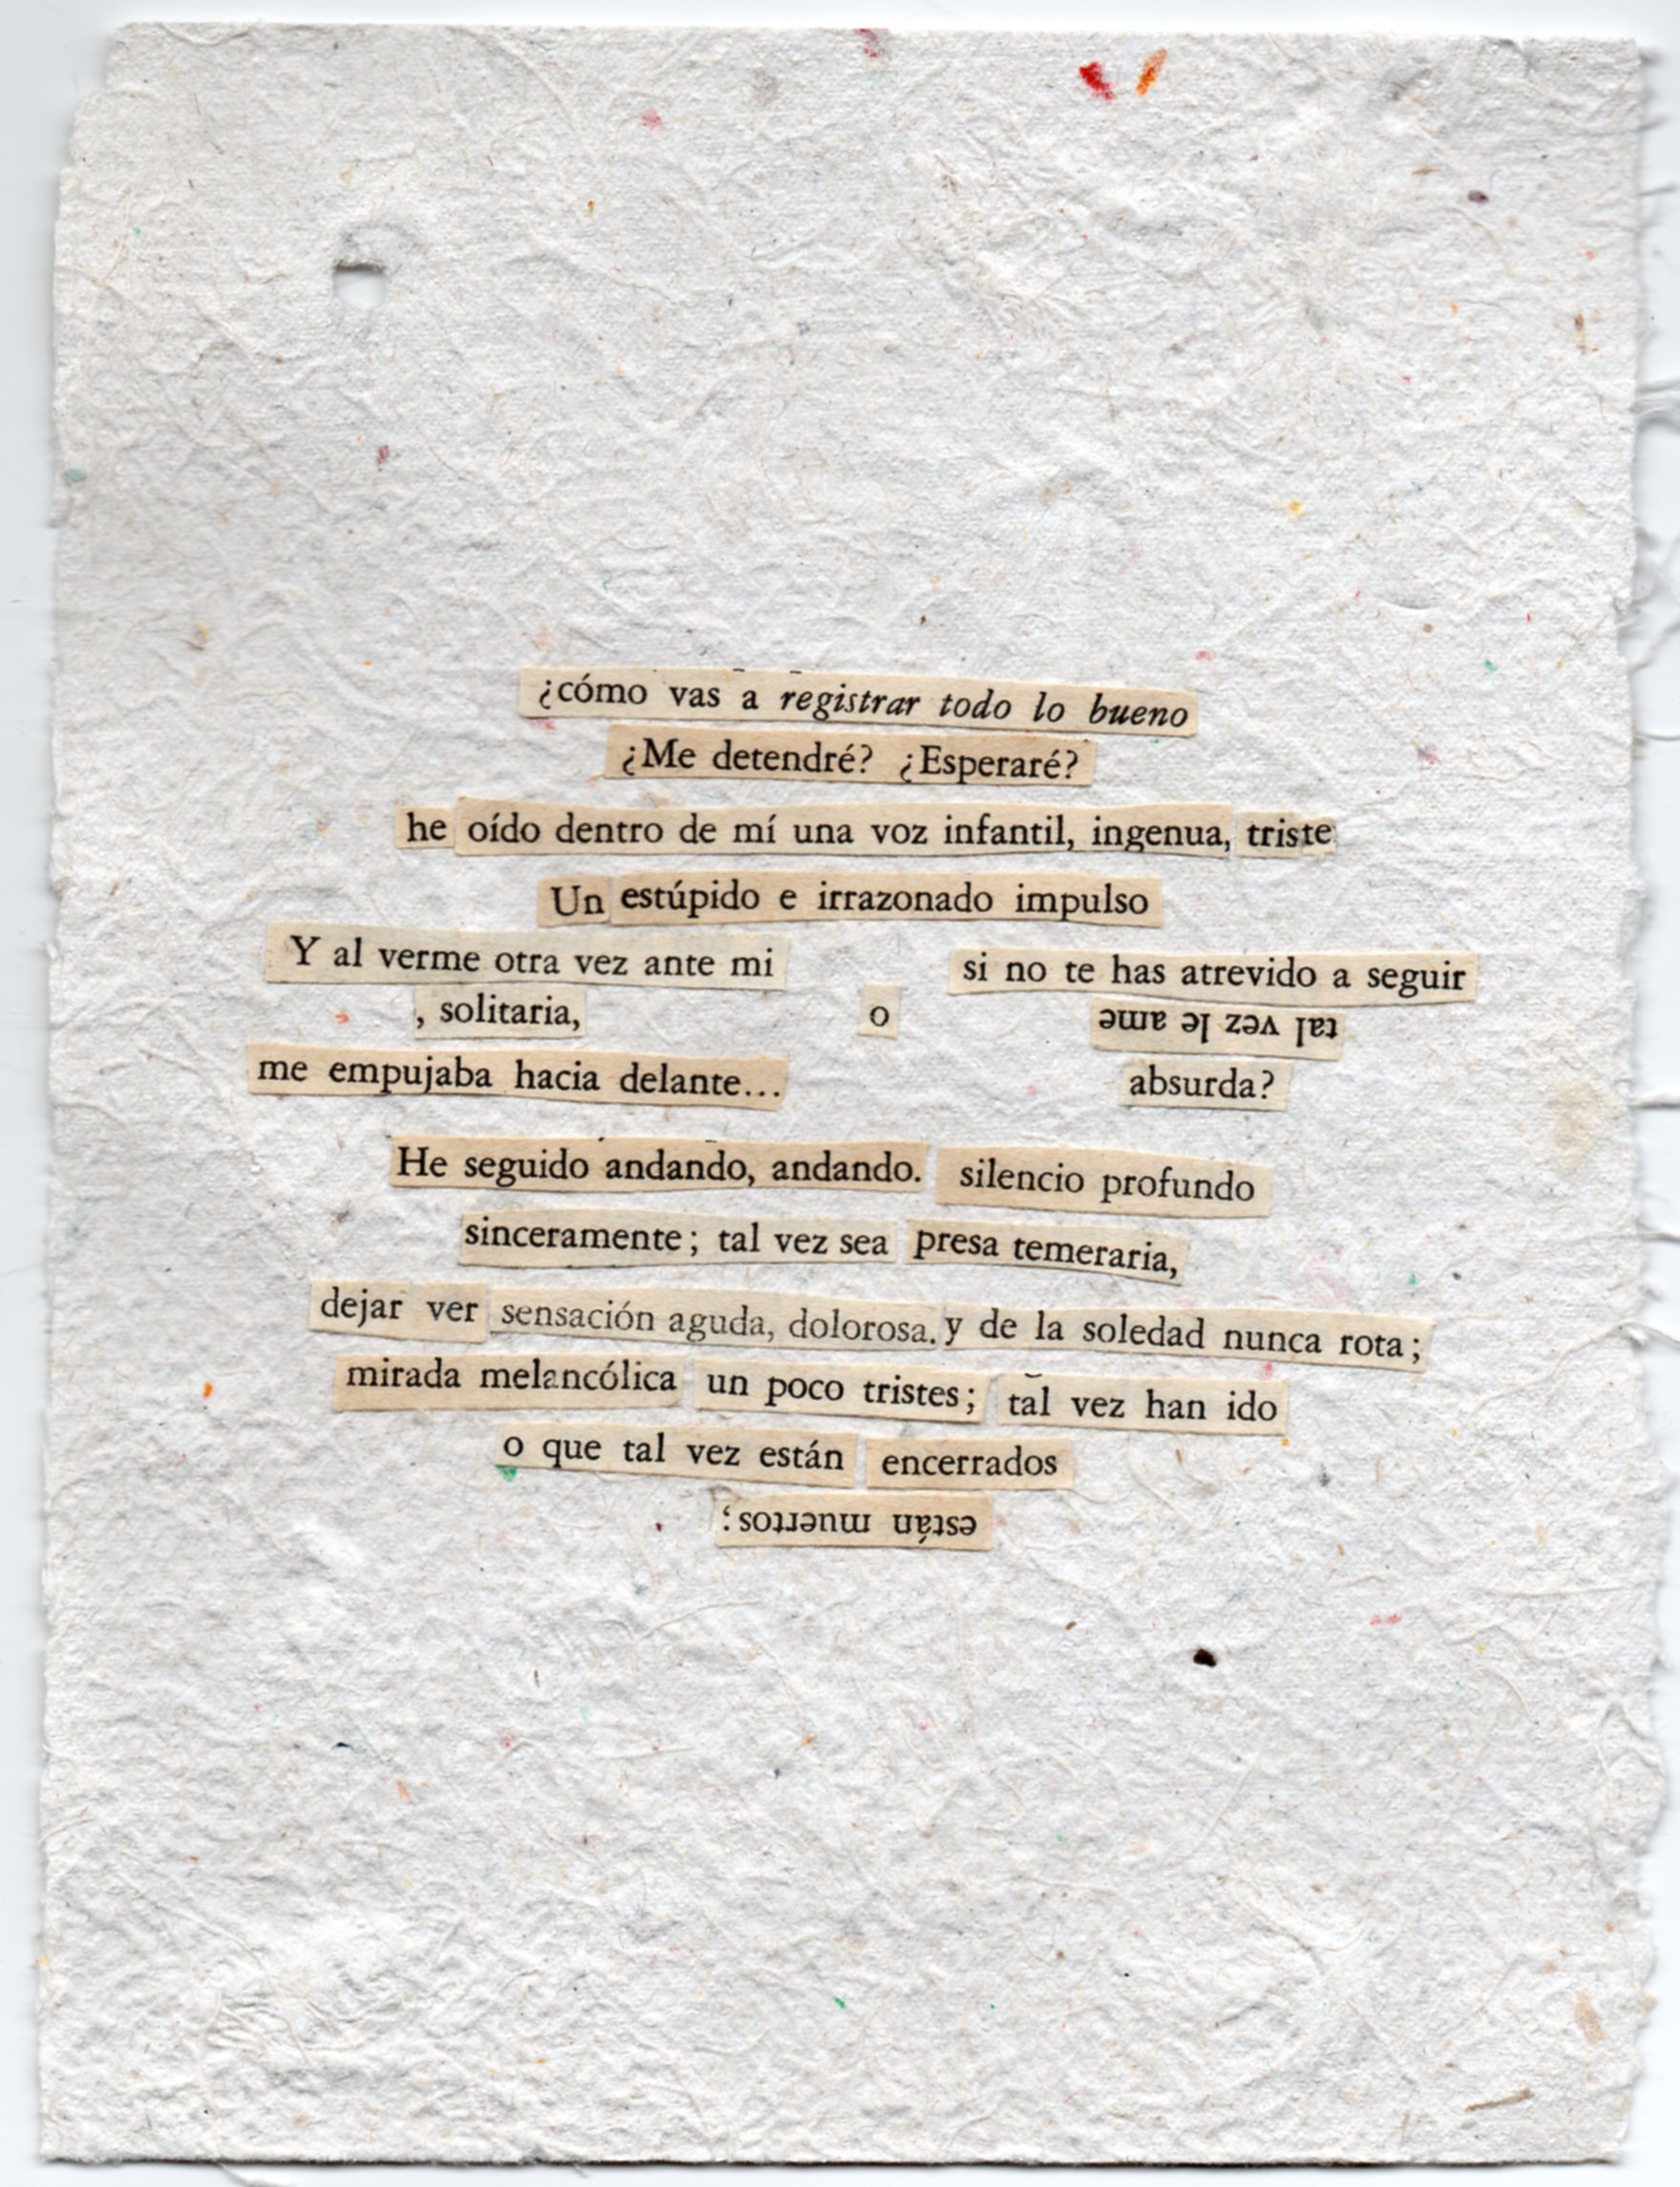 ¿cómo vas a registrar todo lo bueno
¿Me detendré? ¿Esperaré?
he oído dentro de mí una voz infantil, ingenua, triste
Un estúpido e irrazonado impulso
Y al verme otra vez ante mi
, solitaria,
me empujaba hacia delante...
o
si no te has atrevido a seguir
tal vez le ame
absurda?
He seguido andando, andando. silencio profundo
sinceramente; tal vez sea presa temeraria,
dejar ver sensación aguda, dolorosa. y de la soledad nunca rota;
mirada melancólica un poco tristes; tal vez han ido
o que tal vez están encerrados
están muertos;